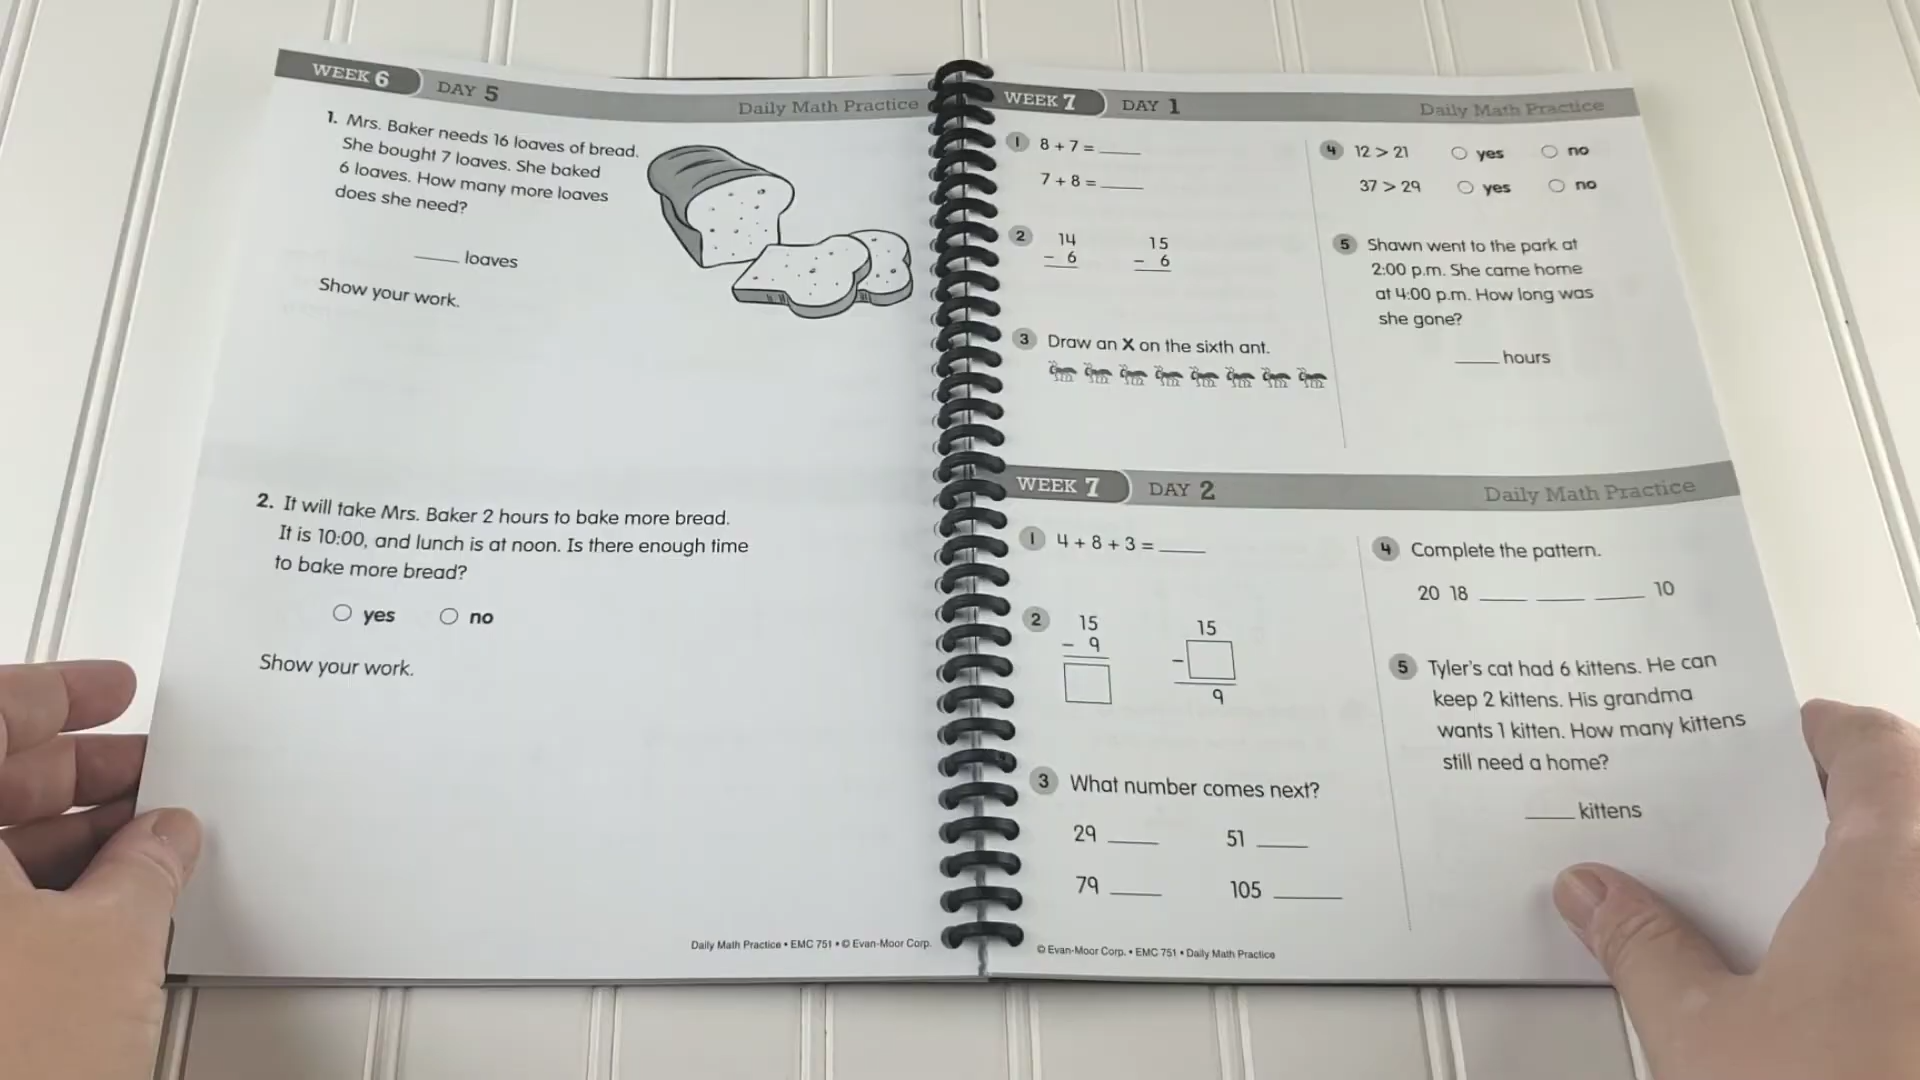 WEEK 6 DAY 5 Daily Math Practice
1. Mrs. Baker needs 16 loaves of bread.
She bought 7 loaves. She baked
6 loaves. How many more loaves
does she need?
____ loaves
Show your work.
2. It will take Mrs. Baker 2 hours to bake more bread.
It is 10:00, and lunch is at noon. Is there enough time
to bake more bread?
yes no
Show your work.
Daily Math Practice • EMC 751 • © Evan-Moor Corp.
WEEK 7 DAY 1 Daily Math Practice
1 8 + 7 = ____
7 + 8 = ____
2 14 15
- 6 - 6
3 Draw an X on the sixth ant.
4 12 > 21 yes no
37 > 29 yes no
5 Shawn went to the park at
2:00 p.m. She came home
at 4:00 p.m. How long was
she gone?
____ hours
WEEK 7 DAY 2 Daily Math Practice
1 4 + 8 + 3 = ____
2 15 15
- 9 -
9
3 What number comes next?
29 ____ 51 ____
79 ____ 105 ____
4 Complete the pattern.
20 18 ____ ____ ____ 10
5 Tyler's cat had 6 kittens. He can
keep 2 kittens. His grandma
wants 1 kitten. How many kittens
still need a home?
____ kittens
© Evan-Moor Corp. • EMC 751 • Daily Math Practice